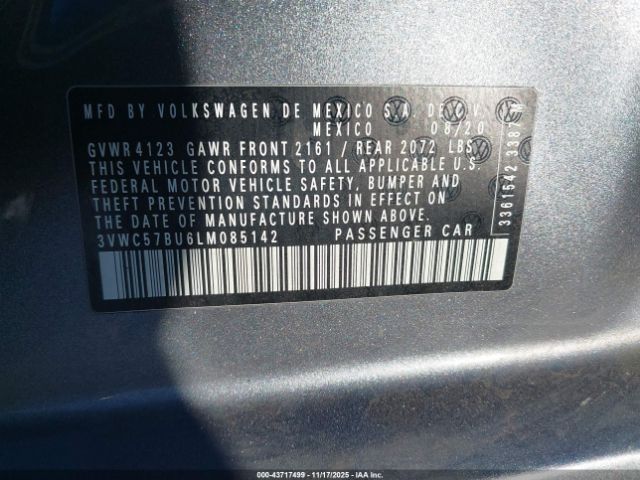 MFD BY VOLKSWAGEN DE MEXICO S.A. DE C.V.
MEXICO 08/20
GVWR 4123 GAWR FRONT 2161 / REAR 2072 LBS
THIS VEHICLE CONFORMS TO ALL APPLICABLE U.S.
FEDERAL MOTOR VEHICLE SAFETY, BUMPER AND
THEFT PREVENTION STANDARDS IN EFFECT ON
THE DATE OF MANUFACTURE SHOWN ABOVE.
3VWC57BU6LM085142 PASSENGER CAR
3361542
000-43717499 - 11/17/2025 - IAA Inc.